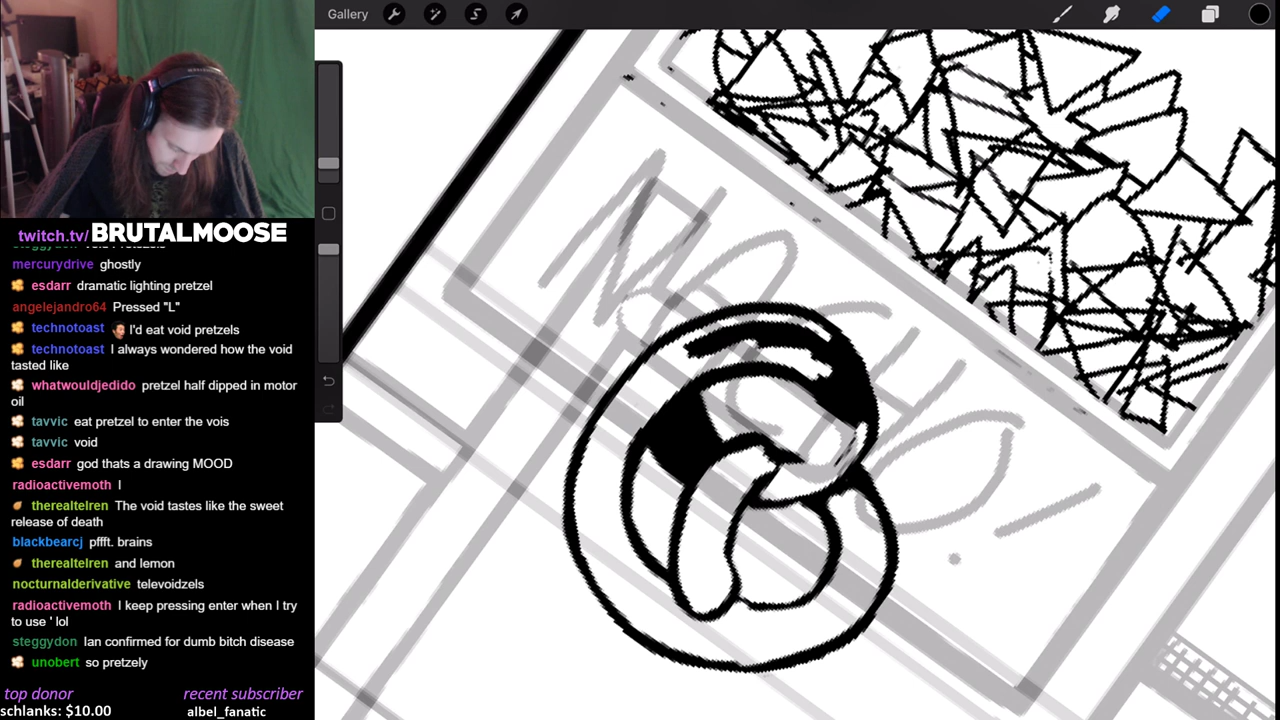 Gallery
twitch.tv/BRUTALMOOSE
mercurydrive ghostly
esdarr dramatic lighting pretzel
angelejandro64 Pressed "L"
technotoast I'd eat void pretzels
technotoast I always wondered how the void
tasted like
whatwouldjedido pretzel half dipped in motor
oil
tavvic eat pretzel to enter the vois
tavvic void
esdarr god thats a drawing MOOD
radioactivemoth I
therealtelren The void tastes like the sweet
release of death
blackbearcj pffft. brains
therealtelren and lemon
nocturnalderivative televoidzels
radioactivemoth I keep pressing enter when I try
to use ' lol
steggydon Ian confirmed for dumb bitch disease
unobert so pretzely
top donor
schlanks: $10.00
recent subscriber
albel_fanatic